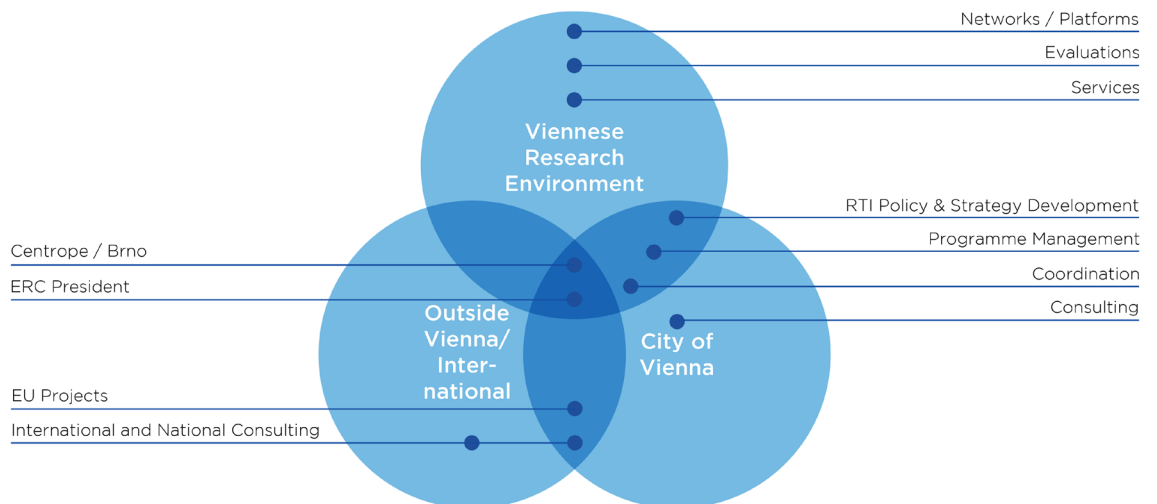 Networks / Platforms
Evaluations
Services
Viennese
Research
Environment
RTI Policy & Strategy Development
Programme Management
Coordination
Consulting
Centrope / Brno
ERC President
Outside
Vienna/
Inter-
national
City of
Vienna
EU Projects
International and National Consulting